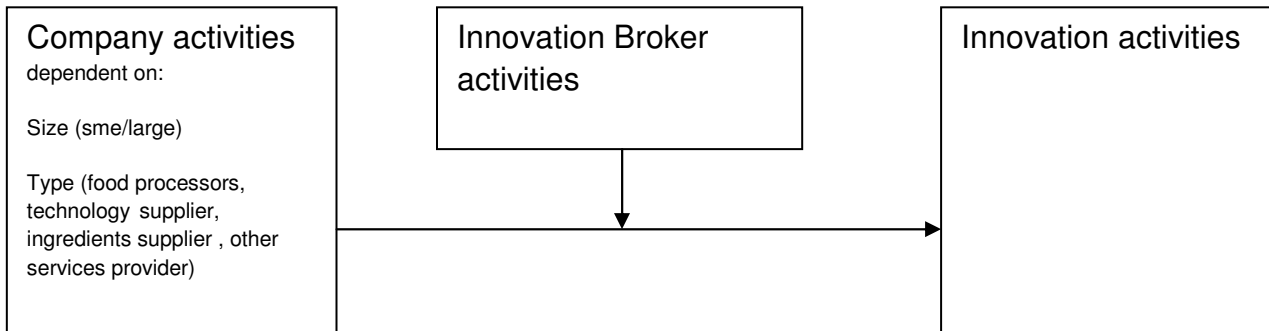 Company activities
dependent on:
Size (sme/large)
Type (food processors,
technology supplier,
ingredients supplier , other
services provider)
Innovation Broker
activities
Innovation activities